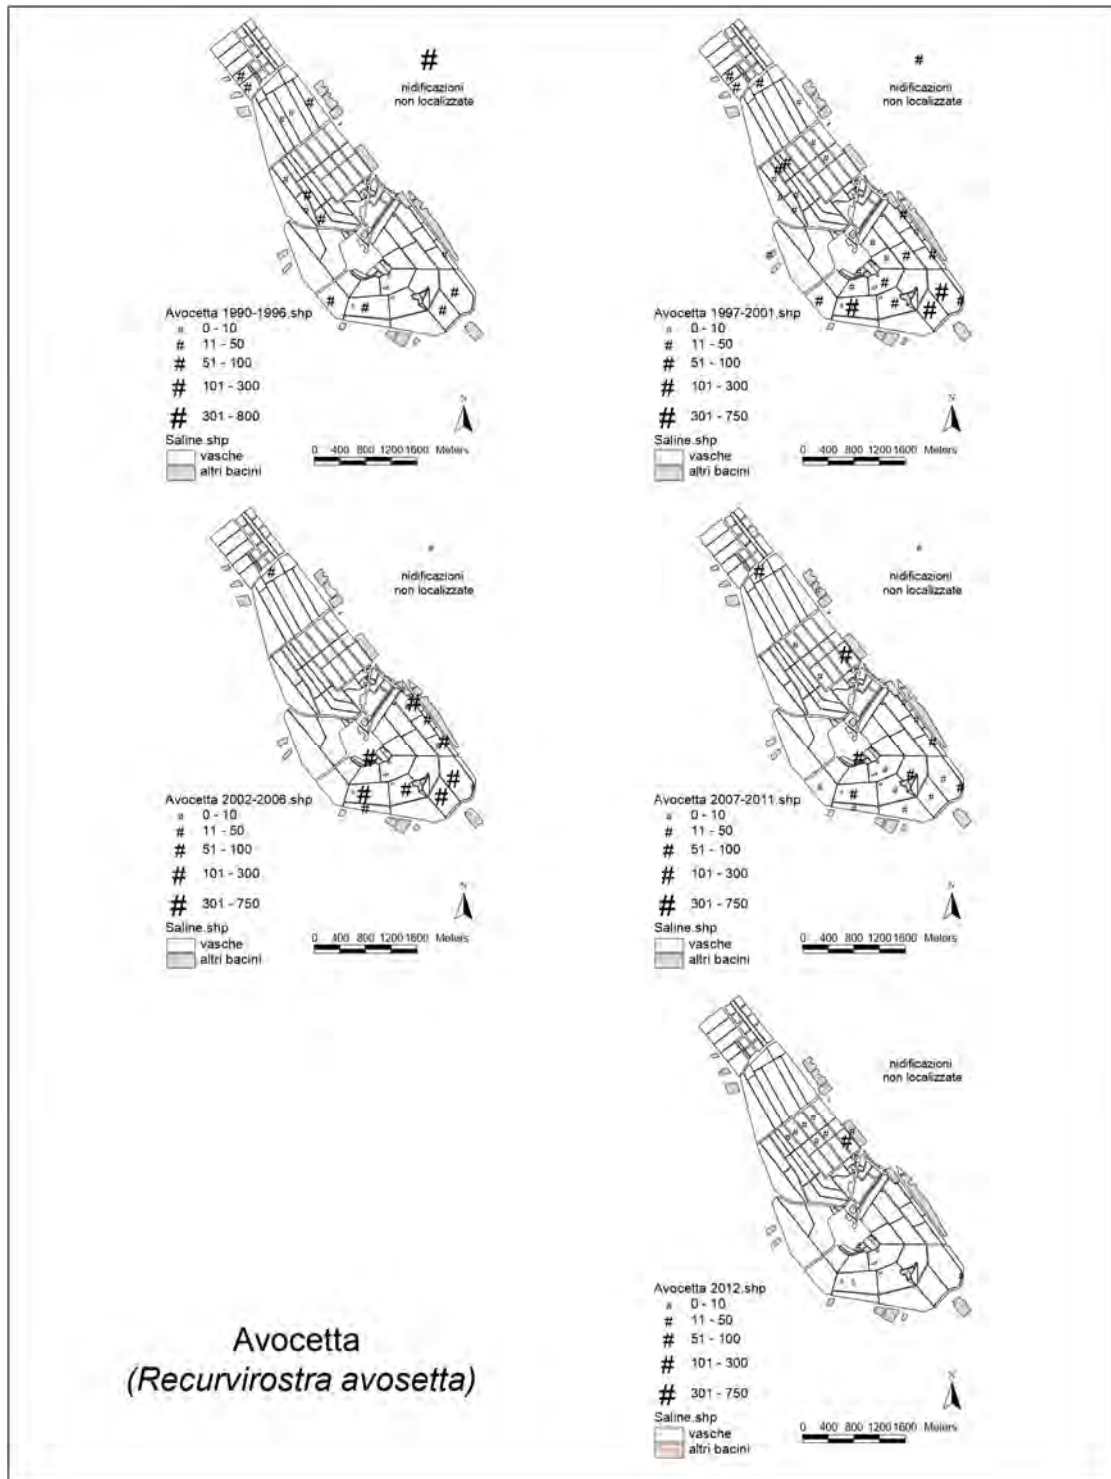 #
nidificazioni
non localizzate
Avocetta 1990-1996.shp
# 0 - 10
# 11 - 50
# 51 - 100
# 101 - 300
# 301 - 800
Saline.shp
vasche
altri bacini
N
0 400 800 1200 1600 Meters
#
nidificazioni
non localizzate
Avocetta 1997-2001.shp
# 0 - 10
# 11 - 50
# 51 - 100
# 101 - 300
# 301 - 750
Saline.shp
vasche
altri bacini
N
0 400 800 1200 1600 Meters
#
nidificazioni
non localizzate
Avocetta 2002-2006.shp
# 0 - 10
# 11 - 50
# 51 - 100
# 101 - 300
# 301 - 750
Saline.shp
vasche
altri bacini
N
0 400 800 1200 1600 Meters
#
nidificazioni
non localizzate
Avocetta 2007-2011.shp
# 0 - 10
# 11 - 50
# 51 - 100
# 101 - 300
# 301 - 750
Saline.shp
vasche
altri bacini
N
0 400 800 1200 1600 Meters
nidificazioni
non localizzate
Avocetta 2012.shp
# 0 - 10
# 11 - 50
# 51 - 100
# 101 - 300
# 301 - 750
Saline.shp
vasche
altri bacini
N
0 400 800 1200 1600 Meters
Avocetta
(Recurvirostra avosetta)